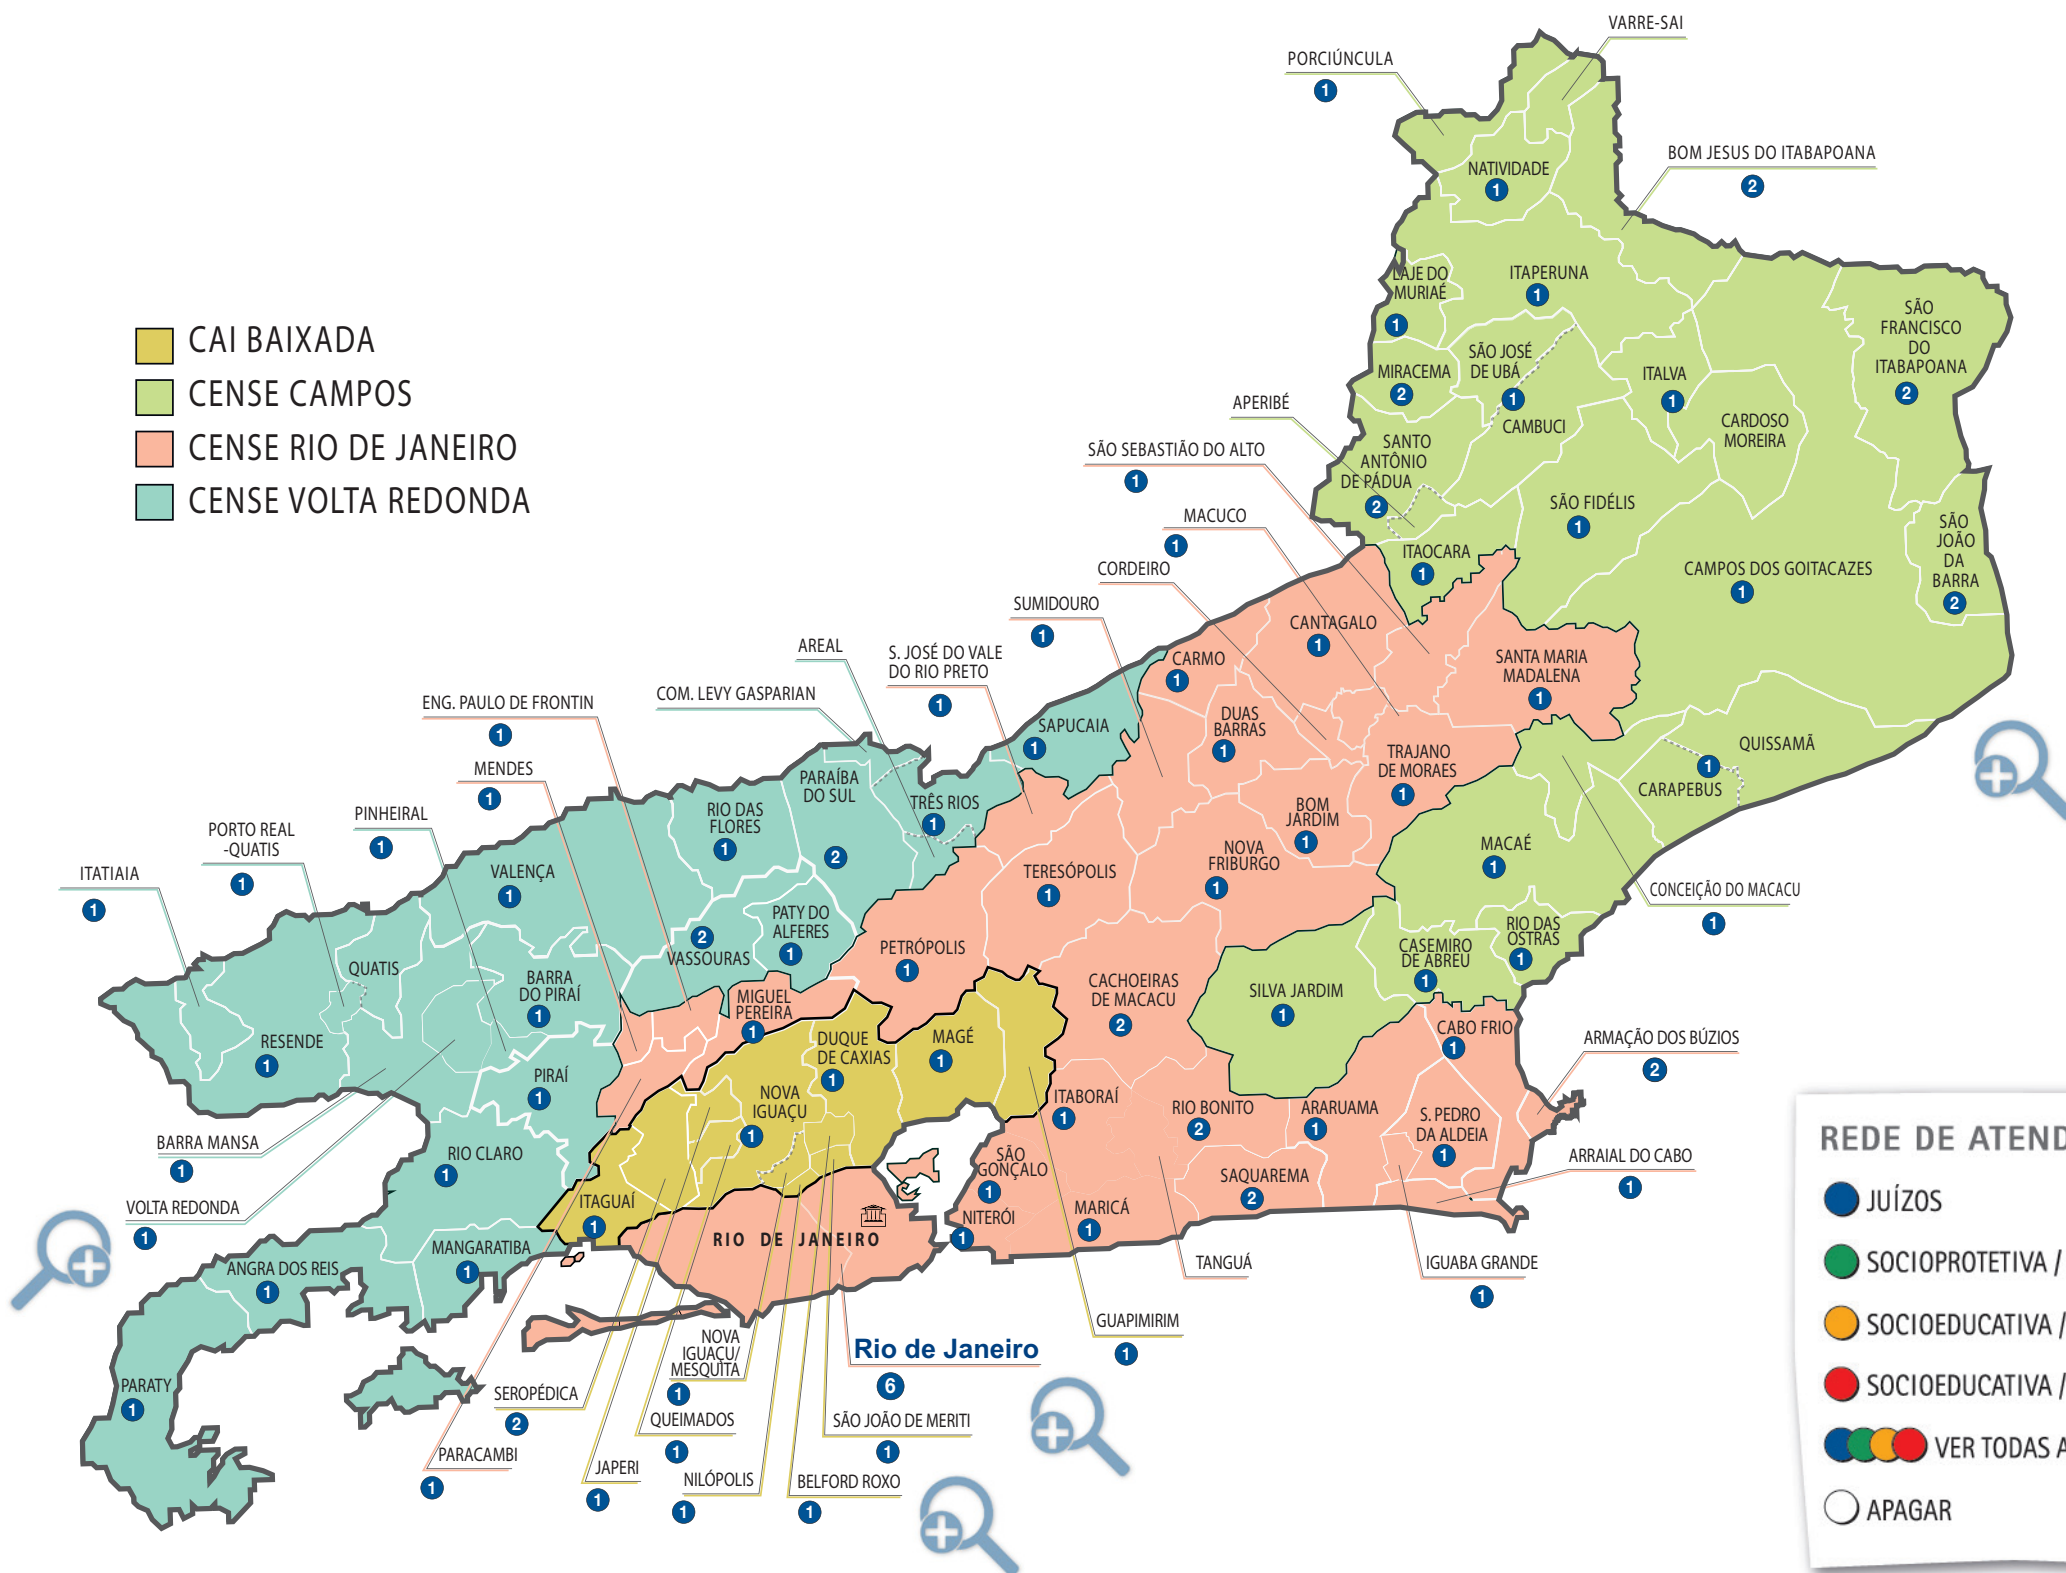 VARRE-SAI
PORCIÚNCULA
1
BOM JESUS DO ITABAPOANA
2
NATIVIDADE
1
LAJE DO
MURIAÉ
1
ITAPERUNA
1
SÃO
FRANCISCO
DO
ITABAPOANA
2
CAI BAIXADA
CENSE CAMPOS
CENSE RIO DE JANEIRO
CENSE VOLTA REDONDA
MIRACEMA
2
SÃO JOSÉ
DE UBÁ
1
CAMBUCI
ITALVA
1
CARDOSO
MOREIRA
APERIBÉ
SANTO
ANTÔNIO
DE PÁDUA
2
SÃO SEBASTIÃO DO ALTO
1
MACUCO
1
SÃO FIDÉLIS
1
SÃO
JOÃO
DA
BARRA
2
ITAOCARA
1
CAMPOS DOS GOITACAZES
1
CORDEIRO
SUMIDOURO
1
CANTAGALO
1
CARMO
1
SANTA MARIA
MADALENA
1
AREAL
S. JOSÉ DO VALE
DO RIO PRETO
1
COM. LEVY GASPARIAN
ENG. PAULO DE FRONTIN
1
SAPUCAIA
1
DUAS
BARRAS
1
TRAJANO
DE MORAES
1
QUISSAMÃ
1
CARAPEBUS
MENDES
1
PARAÍBA
DO SUL
2
TRÊS RIOS
1
RIO DAS
FLORES
1
BOM
JARDIM
1
PINHEIRAL
1
PORTO REAL
-QUATIS
1
ITATIAIA
1
VALENÇA
1
TERESÓPOLIS
1
NOVA
FRIBURGO
1
MACAÉ
1
CONCEIÇÃO DO MACACU
1
PATY DO
ALFERES
1
2
VASSOURAS
PETRÓPOLIS
1
RIO DAS
OSTRAS
1
CASEMIRO
DE ABREU
1
QUATIS
BARRA
DO PIRAÍ
1
CACHOEIRAS
DE MACACU
2
SILVA JARDIM
1
MIGUEL
PEREIRA
1
RESENDE
1
DUQUE
DE CAXIAS
1
MAGÉ
1
CABO FRIO
1
ARMAÇÃO DOS BÚZIOS
2
PIRAÍ
1
NOVA
IGUAÇU
1
ITABORAÍ
1
RIO BONITO
2
ARARUAMA
1
S. PEDRO
DA ALDEIA
1
BARRA MANSA
1
RIO CLARO
1
SÃO
GONÇALO
1
SAQUAREMA
2
ARRAIAL DO CABO
1
VOLTA REDONDA
1
ITAGUAÍ
1
RIO DE JANEIRO
NITERÓI
1
MARICÁ
1
MANGARATIBA
1
ANGRA DOS REIS
1
TANGUÁ
IGUABA GRANDE
1
GUAPIMIRIM
1
NOVA
IGUAÇU/
MESQUITA
1
Rio de Janeiro
6
PARATY
1
SEROPÉDICA
2
QUEIMADOS
1
SÃO JOÃO DE MERITI
1
PARACAMBI
1
JAPERI
1
NILÓPOLIS
1
BELFORD ROXO
1
REDE DE ATEND
JUÍZOS
SOCIOPROTETIVA /
SOCIOEDUCATIVA /
SOCIOEDUCATIVA /
VER TODAS A
APAGAR